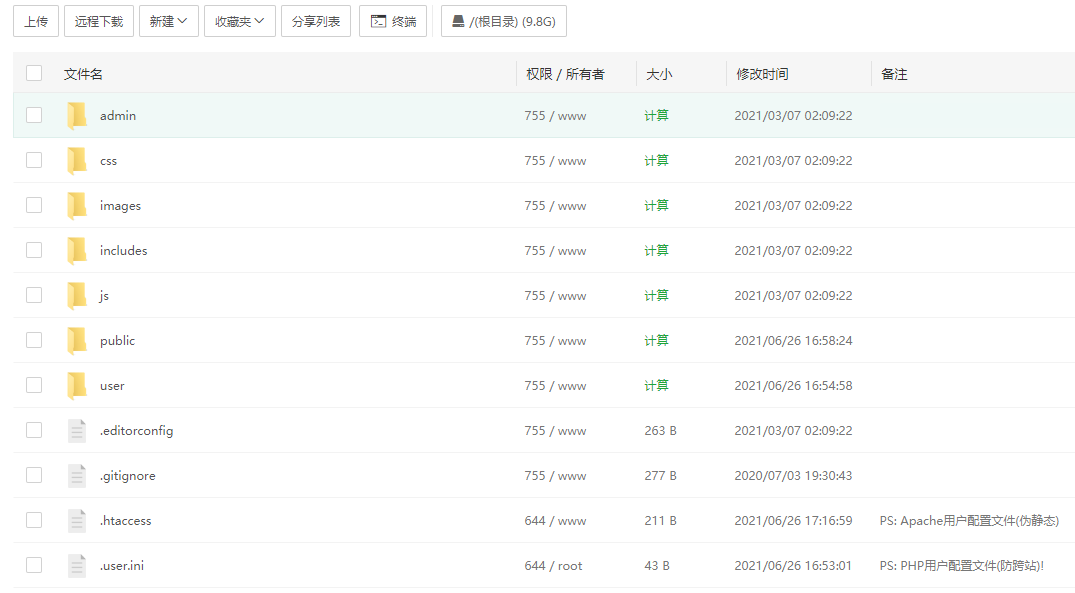 上传 远程下载 新建 收藏夹 分享列表 终端 /(根目录) (9.8G)
文件名 权限 / 所有者 大小 修改时间 备注
admin 755 / www 计算 2021/03/07 02:09:22
css 755 / www 计算 2021/03/07 02:09:22
images 755 / www 计算 2021/03/07 02:09:22
includes 755 / www 计算 2021/03/07 02:09:22
js 755 / www 计算 2021/03/07 02:09:22
public 755 / www 计算 2021/06/26 16:58:24
user 755 / www 计算 2021/06/26 16:54:58
.editorconfig 755 / www 263 B 2021/03/07 02:09:22
.gitignore 755 / www 277 B 2020/07/03 19:30:43
.htaccess 644 / www 211 B 2021/06/26 17:16:59 PS: Apache用户配置文件(伪静态)
.user.ini 644 / root 43 B 2021/06/26 16:53:01 PS: PHP用户配置文件(防跨站)!